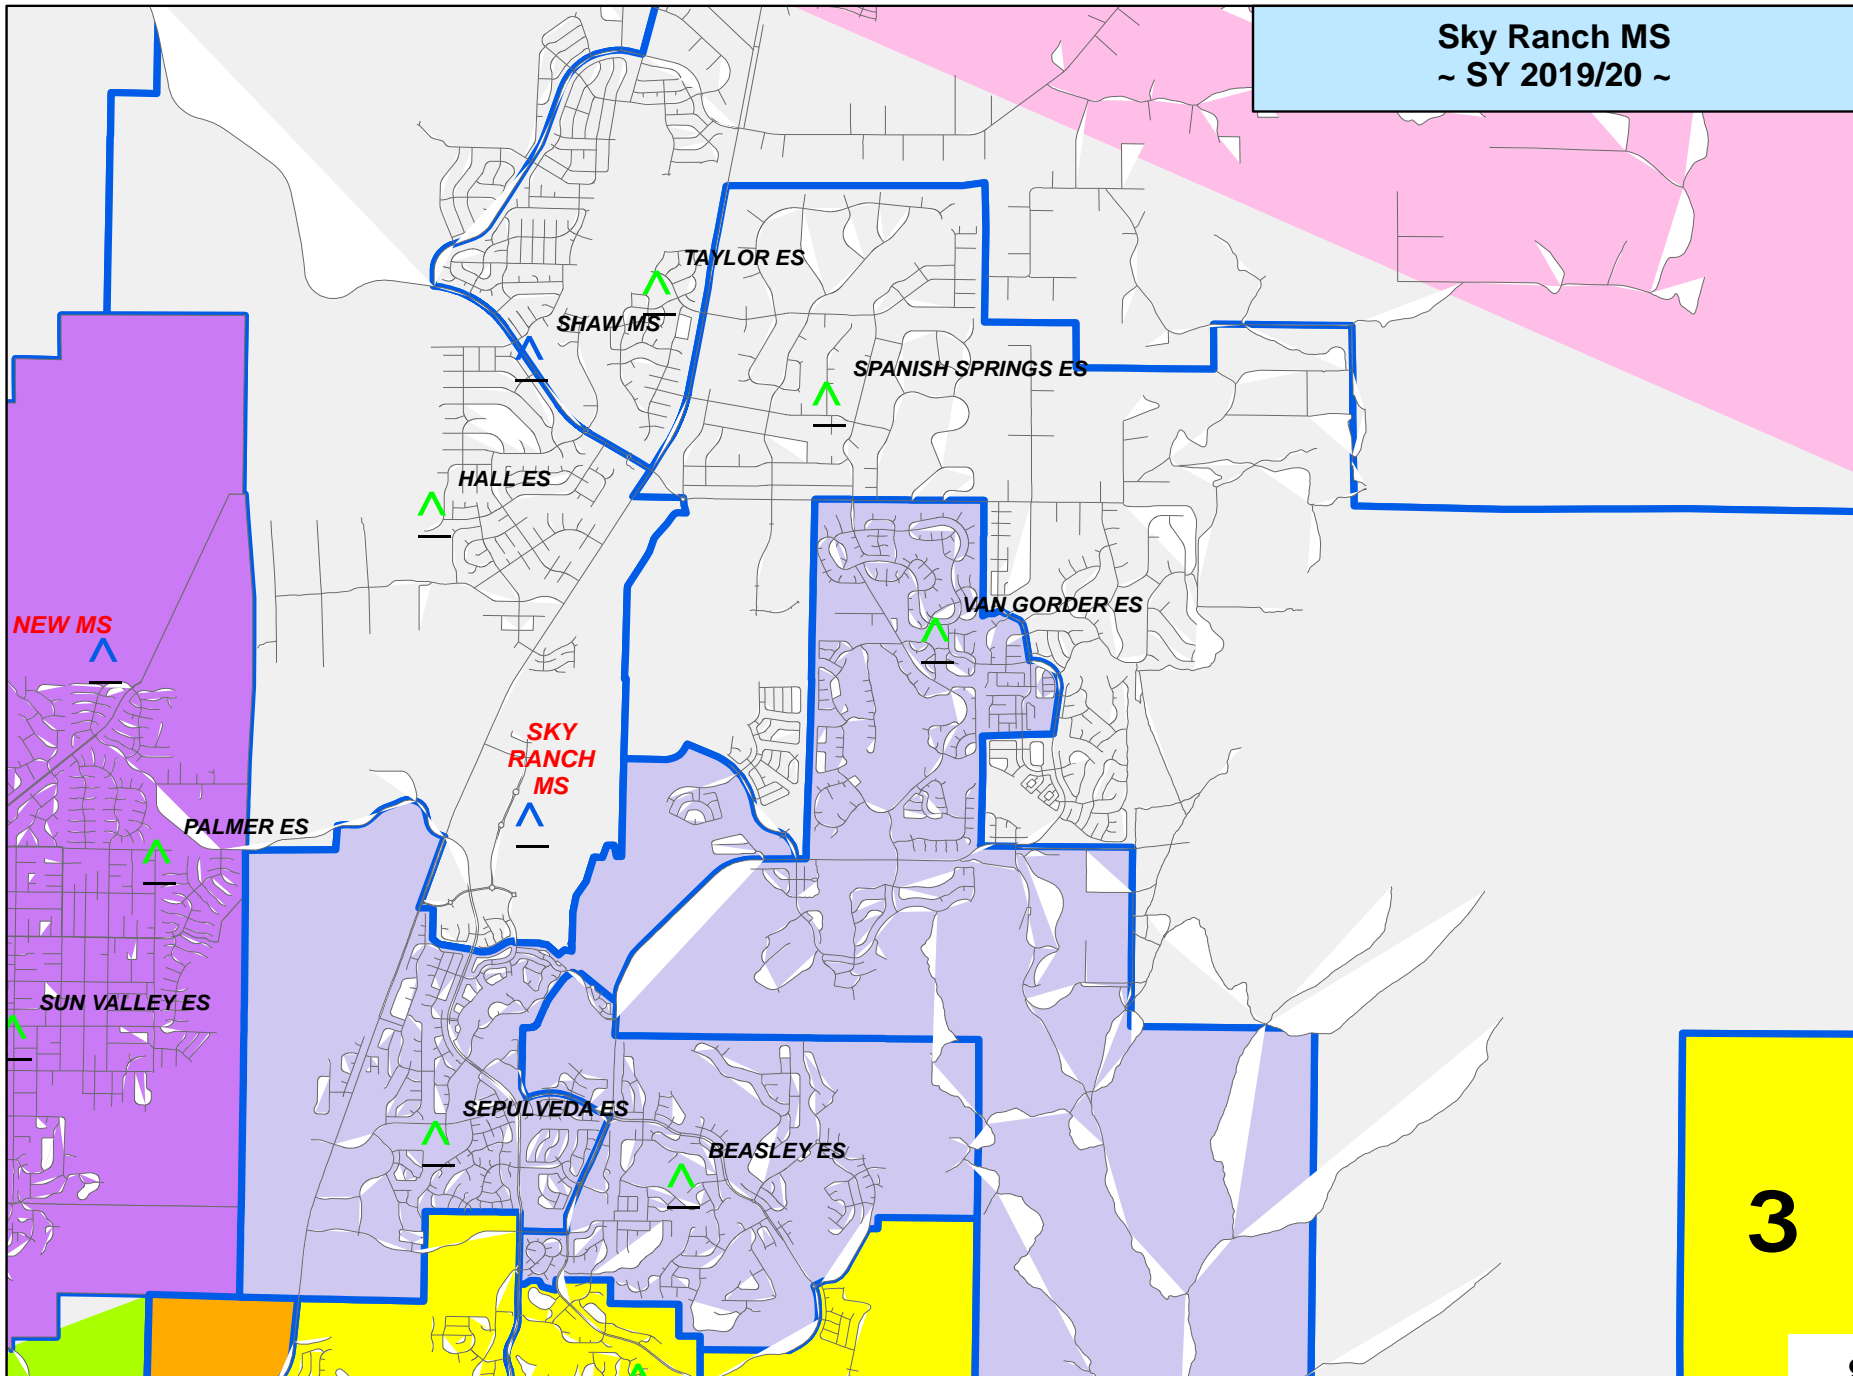 Sky Ranch MS
~ SY 2019/20 ~
TAYLOR ES
SHAW MS
SPANISH SPRINGS ES
HALL ES
VAN GORDER ES
NEW MS
SKY
RANCH
MS
PALMER ES
SUN VALLEY ES
SEPULVEDA ES
BEASLEY ES
3